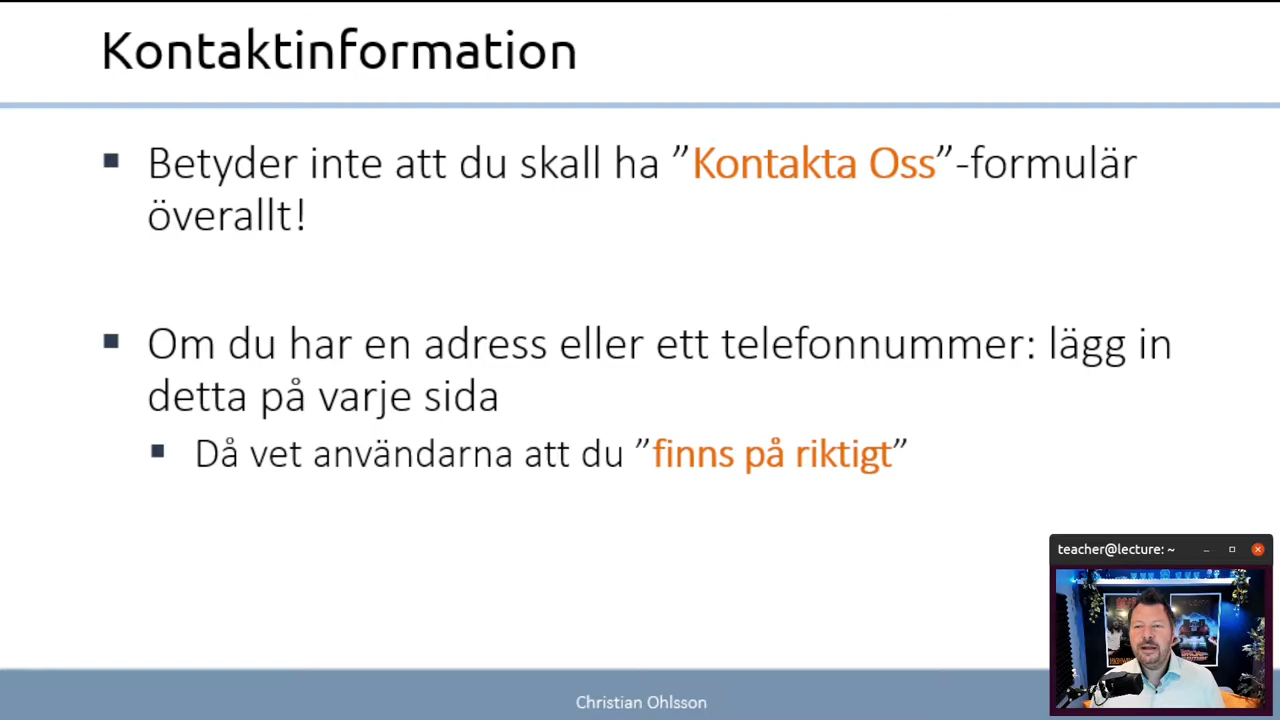 Kontaktinformation
Betyder inte att du skall ha ”Kontakta Oss”-formulär
överallt!
Om du har en adress eller ett telefonnummer: lägg in
detta på varje sida
Då vet användarna att du ”finns på riktigt”
teacher@lecture: ~
Christian Ohlsson